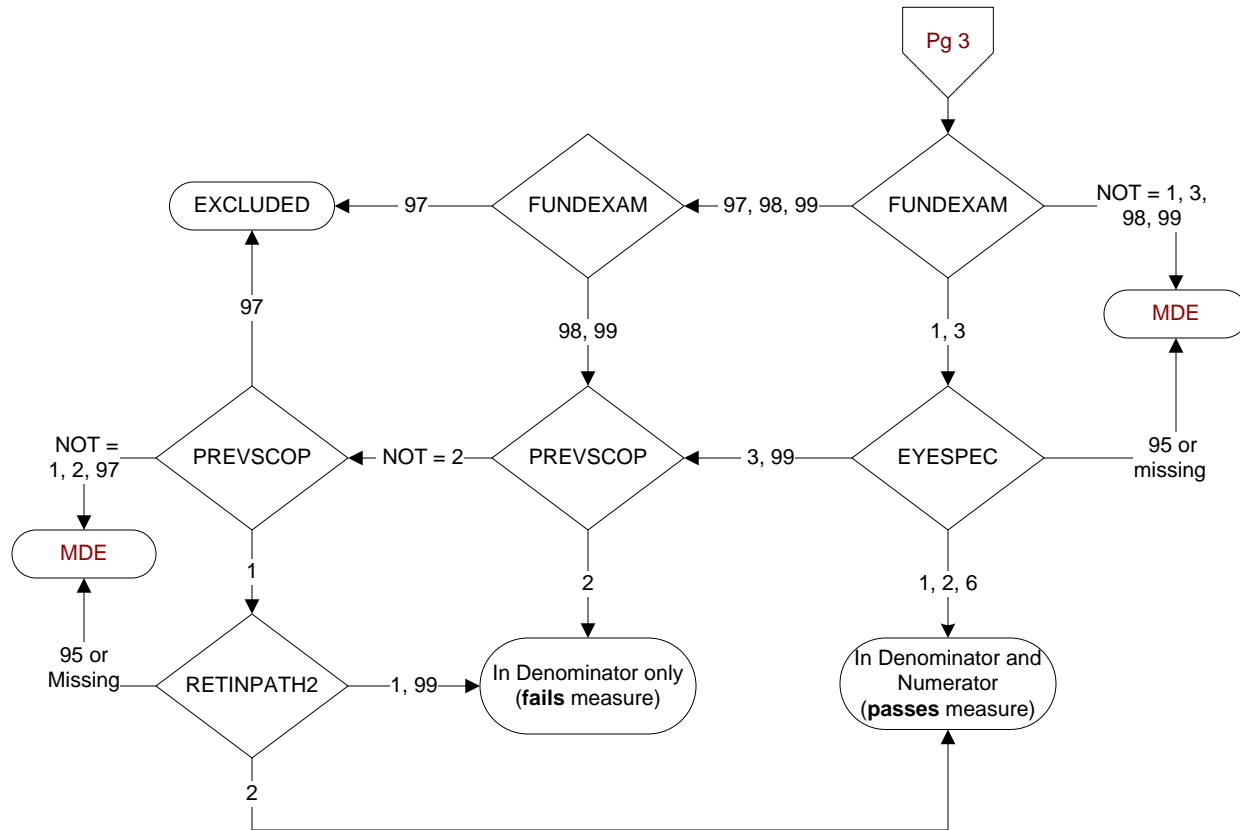 Pg 3
EXCLUDED
97
FUNDEXAM
97, 98, 99
FUNDEXAM
NOT = 1, 3,
98, 99
97
98, 99
1, 3
MDE
NOT =
1, 2, 97
PREVSCOP
NOT = 2
PREVSCOP
3, 99
EYESPEC
95 or
missing
MDE
1
2
1, 2, 6
95 or
Missing
RETINPATH2
1, 99
In Denominator only
(fails measure)
In Denominator and
Numerator
(passes measure)
2